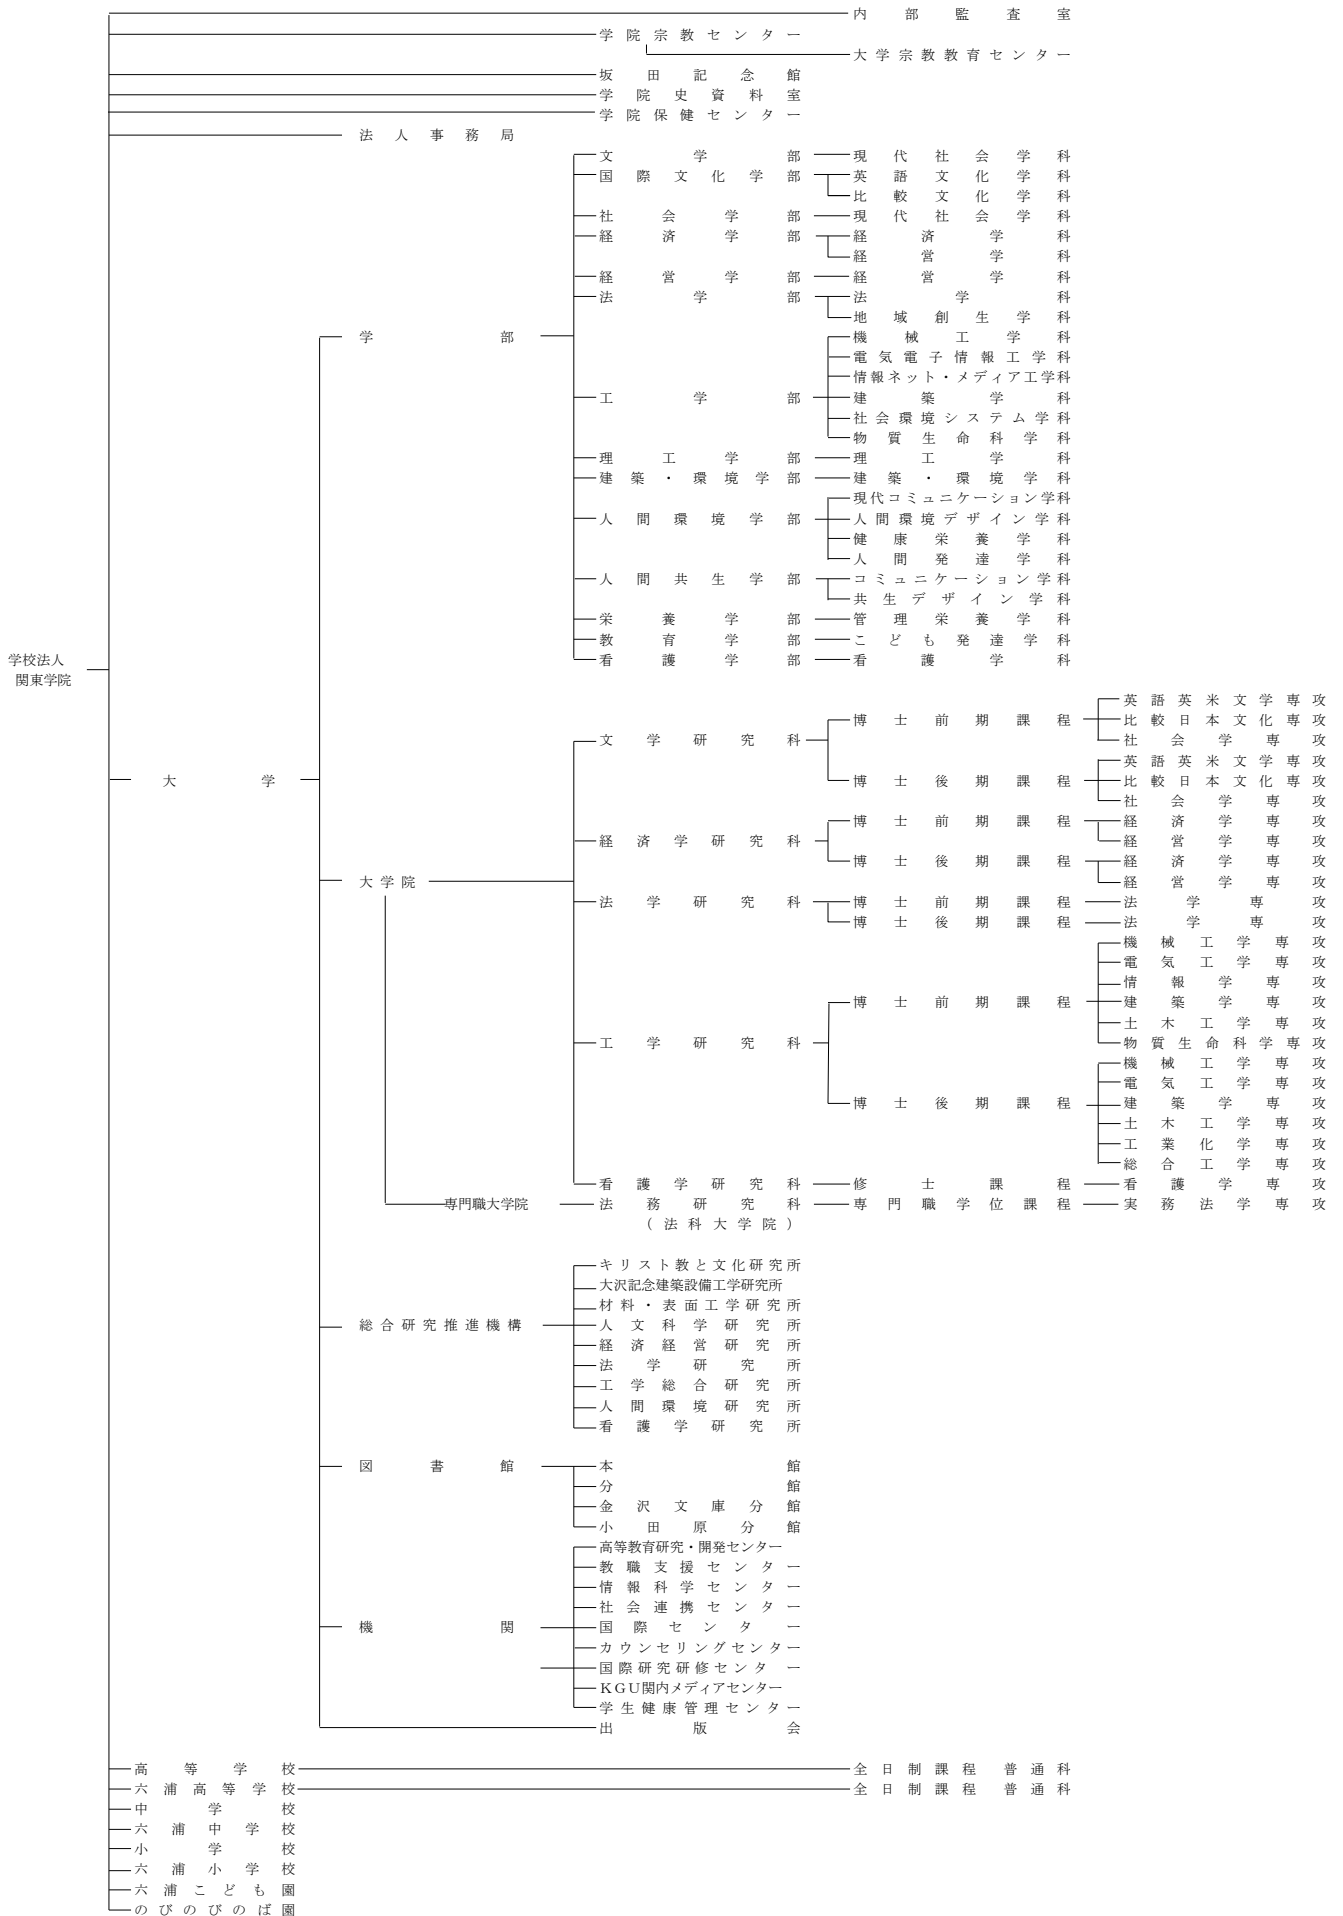 内部監査室
学院宗教センター
大学宗教教育センター
坂田記念館
学院史資料室
学院保健センター
法人事務局
文学部 現代社会学科
国際文化学部 英語文化学科
比較文化学科
社会学部 現代社会学科
経済学部 経済学科
経営学科
経営学部 経営学科
法学部 法学科
地域創生学科
学部 機械工学科
電気電子情報工学科
情報ネット・メディア工学科
工学部 建築学科
社会環境システム学科
物質生命科学科
理工学部 理工学科
建築・環境学部 建築・環境学科
現代コミュニケーション学科
人間環境学部 人間環境デザイン学科
健康栄養学科
人間発達学科
人間共生学部 コミュニケーション学科
共生デザイン学科
栄養学部 管理栄養学科
教育学部 こども発達学科
看護学部 看護学科
学校法人
関東学院
英語英米文学専攻
博士前期課程 比較日本文化専攻
文学研究科 社会学専攻
英語英米文学専攻
大学 博士後期課程 比較日本文化専攻
社会学専攻
博士前期課程 経済学専攻
経済学研究科 経営学専攻
博士後期課程 経済学専攻
大学院 経営学専攻
法学研究科 博士前期課程 法学専攻
博士後期課程 法学専攻
機械工学専攻
電気工学専攻
情報学専攻
博士前期課程 建築学専攻
土木工学専攻
工学研究科 物質生命科学専攻
機械工学専攻
電気工学専攻
博士後期課程 建築学専攻
土木工学専攻
工業化学専攻
総合工学専攻
看護学研究科 修士課程 看護学専攻
専門職大学院 法務研究科 専門職学位課程 実務法学専攻
(法科大学院)
キリスト教と文化研究所
大沢記念建築設備工学研究所
材料・表面工学研究所
総合研究推進機構 人文科学研究所
経済経営研究所
法学研究所
工学総合研究所
人間環境研究所
看護学研究所
図書館 本館
分館
金沢文庫分館
小田原分館
高等教育研究・開発センター
教職支援センター
情報科学センター
社会連携センター
機関 国際センター
カウンセリングセンター
国際研究研修センター
KGU関内メディアセンター
学生健康管理センター
出版会
高等学校 全日制課程 普通科
六浦高等学校 全日制課程 普通科
中学校
六浦中学校
小学校
六浦小学校
六浦こども園
のびのびのば園